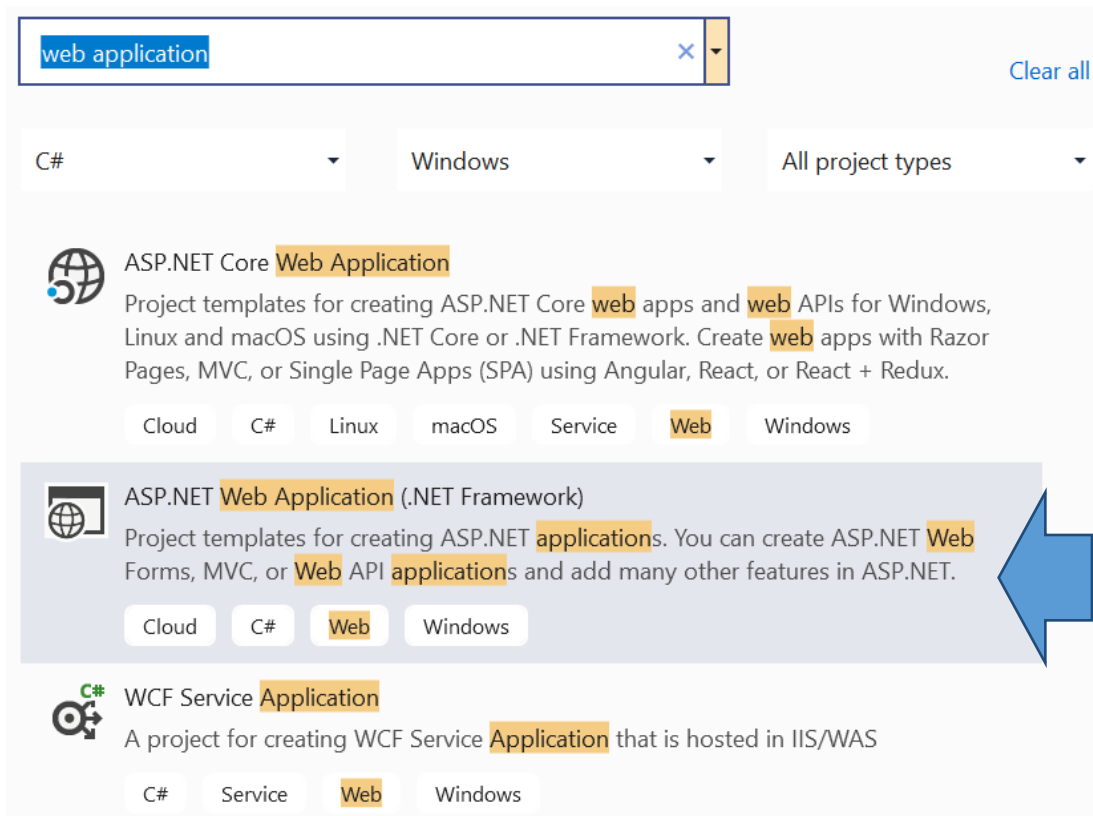 web application
Clear all
C# Windows All project types
ASP.NET Core Web Application
Project templates for creating ASP.NET Core web apps and web APIs for Windows,
Linux and macOS using .NET Core or .NET Framework. Create web apps with Razor
Pages, MVC, or Single Page Apps (SPA) using Angular, React, or React + Redux.
Cloud C# Linux macOS Service Web Windows
ASP.NET Web Application (.NET Framework)
Project templates for creating ASP.NET applications. You can create ASP.NET Web
Forms, MVC, or Web API applications and add many other features in ASP.NET.
Cloud C# Web Windows
C#
WCF Service Application
A project for creating WCF Service Application that is hosted in IIS/WAS
C# Service Web Windows